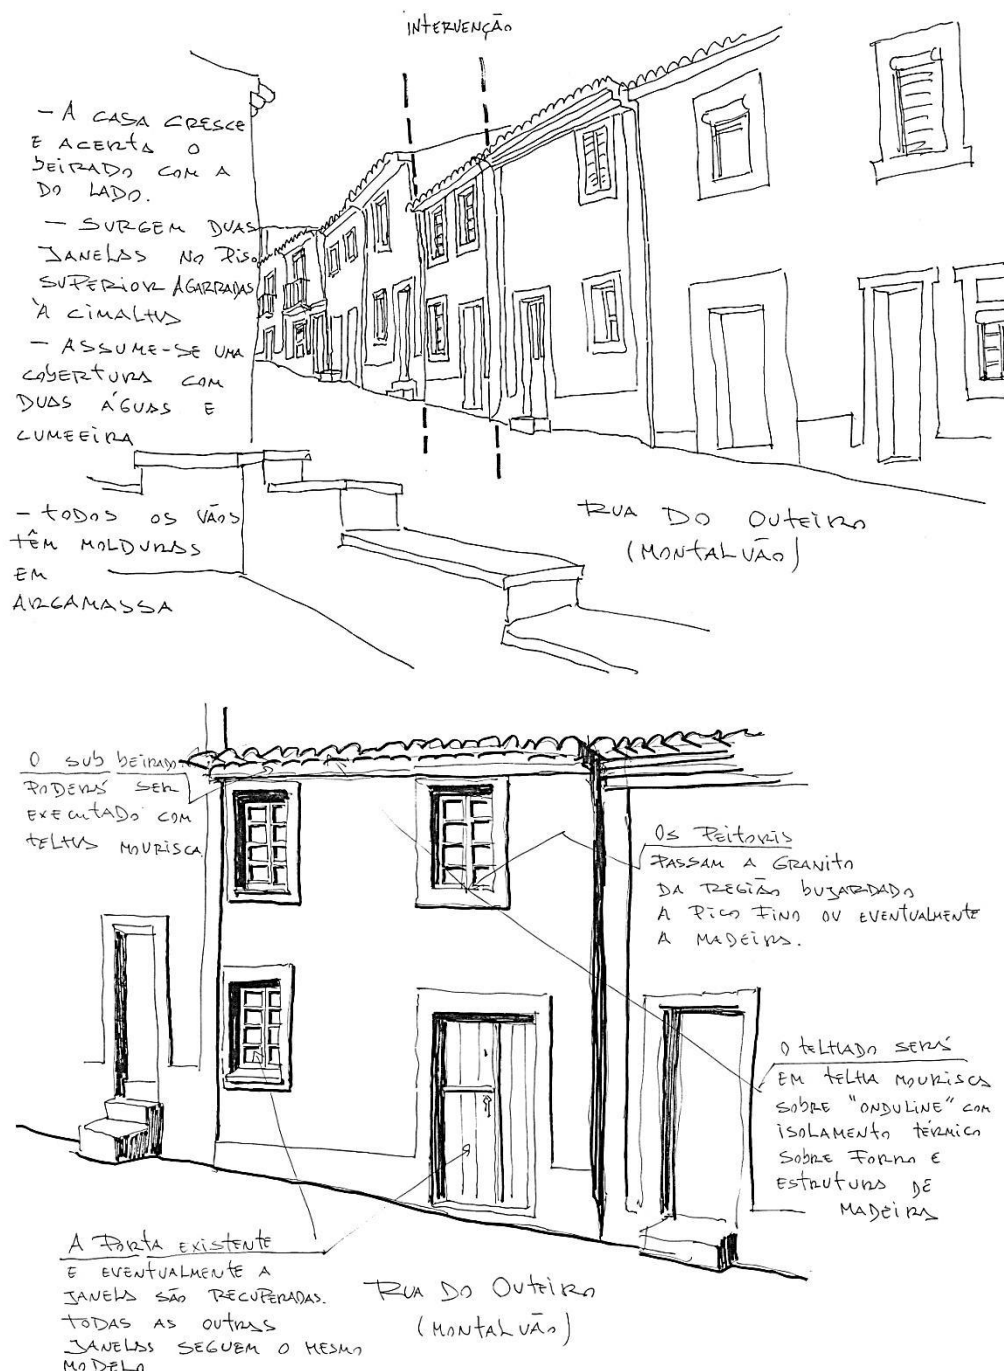 INTERVENÇÃO
- A CASA CRESCE
E ACERTA O
BEIRADO COM A
DO LADO.
- SURGEM DUAS
JANELAS NO PISO
SUPERIOR AGARRADAS
À CIMALHA
- ASSUME-SE UMA
COBERTURA COM
DUAS ÁGUAS E
CUMEEIRA
- TODOS OS VÃOS
TÊM MOLDURAS
EM
ARGAMASSA
RUA DO OUTEIRO
(MONTALVÃO)
O SUB BEIRADO
PODERÁ SER
EXECUTADO COM
TELHA MOURISCA
OS PEITORIS
PASSAM A GRANITO
DA REGIÃO BUJARDADO
A PICO FINO OU EVENTUALMENTE
A MADEIRA.
O TELHADO SERÁ
EM TELHA MOURISCA
SOBRE "ONDULINE" COM
ISOLAMENTO TÉRMICO
SOBRE FORRO E
ESTRUTURA DE
MADEIRA
A PORTA EXISTENTE
E EVENTUALMENTE A
JANELA SÃO RECUPERADAS.
TODAS AS OUTRAS
JANELAS SEGUEM O MESMO
MODELO
RUA DO OUTEIRO
(MONTALVÃO)